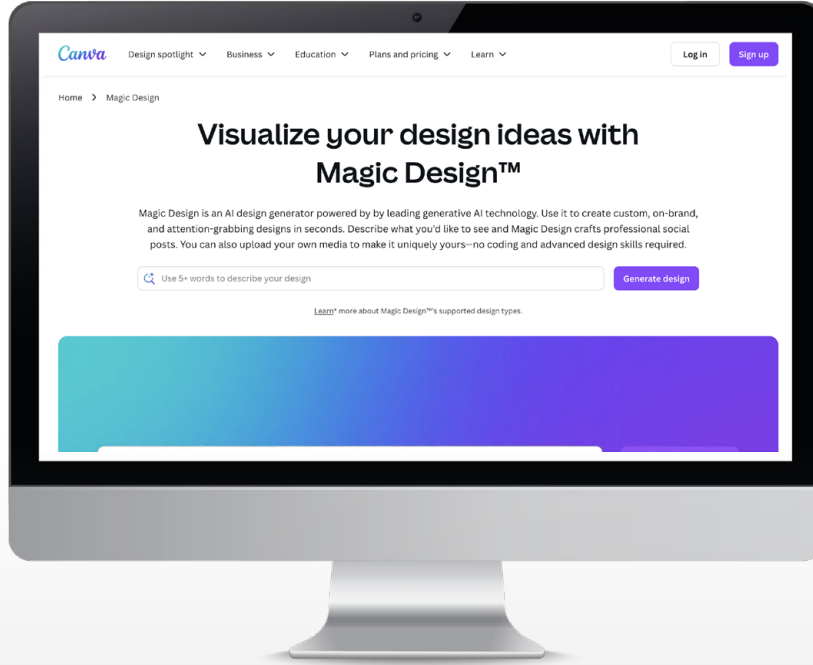 Canva Design spotlight Business Education Plans and pricing Learn Log in Sign up
Home > Magic Design
Visualize your design ideas with
Magic Design™
Magic Design is an AI design generator powered by by leading generative AI technology. Use it to create custom, on-brand,
and attention-grabbing designs in seconds. Describe what you'd like to see and Magic Design crafts professional social
posts. You can also upload your own media to make it uniquely yours—no coding and advanced design skills required.
Use 5+ words to describe your design Generate design
Learn* more about Magic Design™'s supported design types.